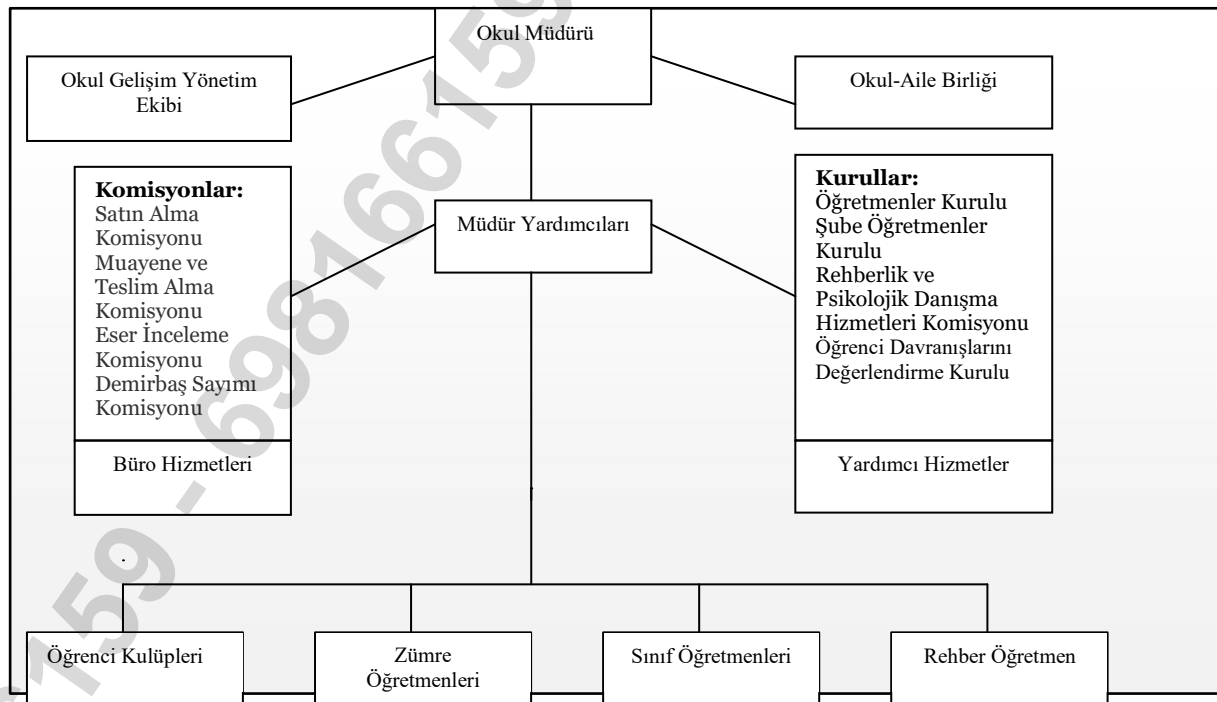 Okul Müdürü
Okul Gelişim Yönetim
Ekibi
Okul-Aile Birliği
Komisyonlar:
Satın Alma
Komisyonu
Muayene ve
Teslim Alma
Komisyonu
Eser İnceleme
Komisyonu
Demirbaş Sayımı
Komisyonu
Müdür Yardımcıları
Kurullar:
Öğretmenler Kurulu
Şube Öğretmenler
Kurulu
Rehberlik ve
Psikolojik Danışma
Hizmetleri Komisyonu
Öğrenci Davranışlarını
Değerlendirme Kurulu
Büro Hizmetleri
Yardımcı Hizmetler
Öğrenci Kulüpleri
Zümre
Öğretmenleri
Sınıf Öğretmenleri
Rehber Öğretmen
159 - 698166159